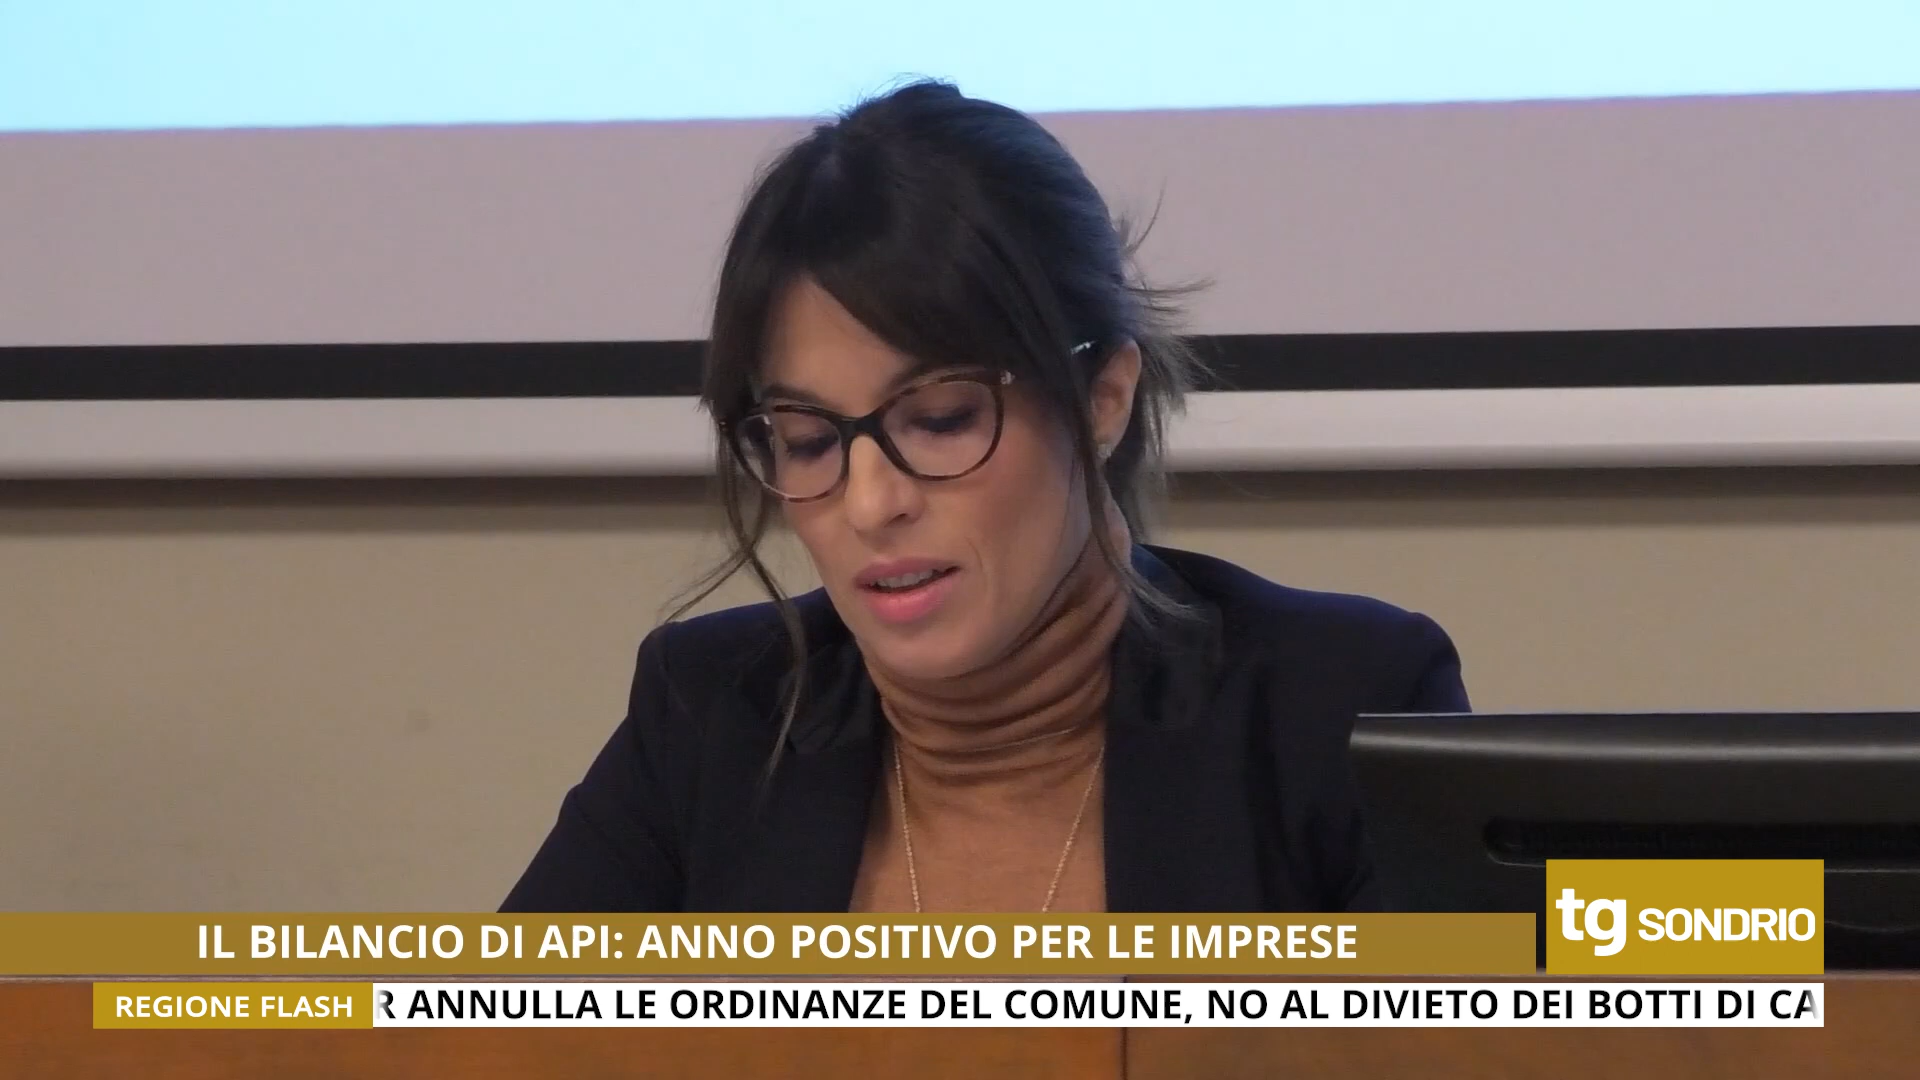 IL BILANCIO DI API: ANNO POSITIVO PER LE IMPRESE
tg SONDRIO
REGIONE FLASH
R ANNULLA LE ORDINANZE DEL COMUNE, NO AL DIVIETO DEI BOTTI DI CA